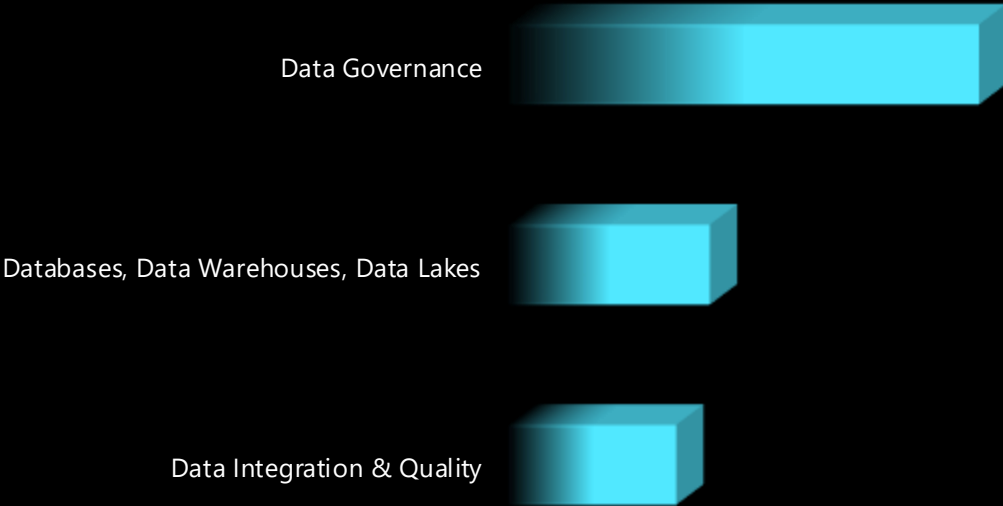 Data Governance
Databases, Data Warehouses, Data Lakes
Data Integration & Quality